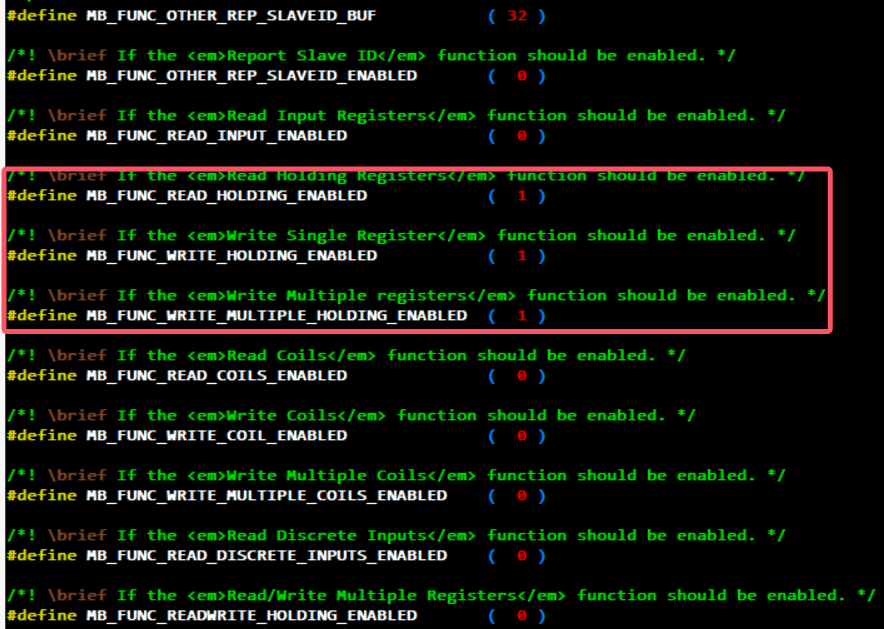 #define MB_FUNC_OTHER_REP_SLAVEID_BUF ( 32 )
/*! \brief If the <em>Report Slave ID</em> function should be enabled. */
#define MB_FUNC_OTHER_REP_SLAVEID_ENABLED ( 0 )
/*! \brief If the <em>Read Input Registers</em> function should be enabled. */
#define MB_FUNC_READ_INPUT_ENABLED ( 0 )
/*! \brief If the <em>Read Holding Registers</em> function should be enabled. */
#define MB_FUNC_READ_HOLDING_ENABLED ( 1 )
/*! \brief If the <em>Write Single Register</em> function should be enabled. */
#define MB_FUNC_WRITE_HOLDING_ENABLED ( 1 )
/*! \brief If the <em>Write Multiple registers</em> function should be enabled. */
#define MB_FUNC_WRITE_MULTIPLE_HOLDING_ENABLED ( 1 )
/*! \brief If the <em>Read Coils</em> function should be enabled. */
#define MB_FUNC_READ_COILS_ENABLED ( 0 )
/*! \brief If the <em>Write Coils</em> function should be enabled. */
#define MB_FUNC_WRITE_COIL_ENABLED ( 0 )
/*! \brief If the <em>Write Multiple Coils</em> function should be enabled. */
#define MB_FUNC_WRITE_MULTIPLE_COILS_ENABLED ( 0 )
/*! \brief If the <em>Read Discrete Inputs</em> function should be enabled. */
#define MB_FUNC_READ_DISCRETE_INPUTS_ENABLED ( 0 )
/*! \brief If the <em>Read/Write Multiple Registers</em> function should be enabled. */
#define MB_FUNC_READWRITE_HOLDING_ENABLED ( 0 )